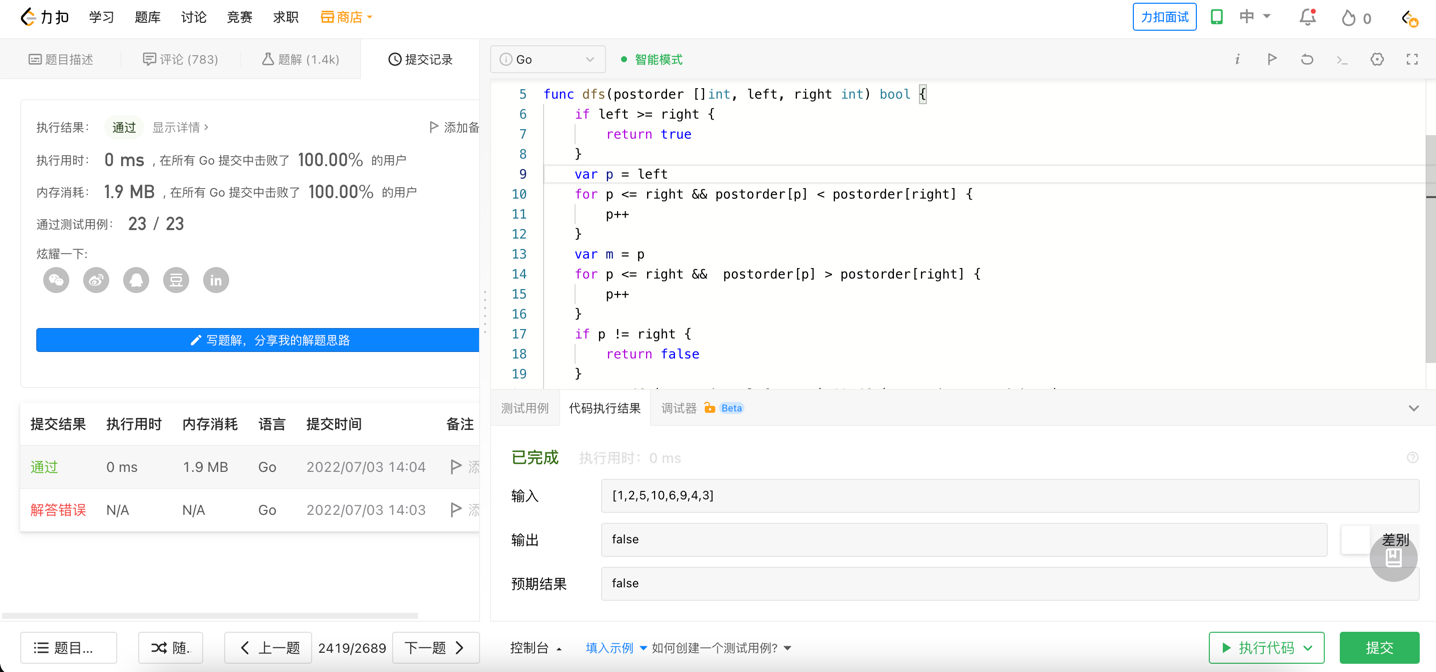 力扣 学习 题库 讨论 竞赛 求职 商店 力扣面试 中 0
题目描述 评论 (783) 题解 (1.4k) 提交记录
执行结果： 通过 显示详情 > 添加备
执行用时： 0 ms , 在所有 Go 提交中击败了 100.00% 的用户
内存消耗： 1.9 MB , 在所有 Go 提交中击败了 100.00% 的用户
通过测试用例： 23 / 23
炫耀一下:
豆 in
写题解，分享我的解题思路
提交结果 执行用时 内存消耗 语言 提交时间 备注
通过 0 ms 1.9 MB Go 2022/07/03 14:04 添
解答错误 N/A N/A Go 2022/07/03 14:03 添
题目... 随. 上一题 2419/2689 下一题
Go 智能模式
5 func dfs(postorder []int, left, right int) bool {
6 if left >= right {
7 return true
8 }
9 var p = left
10 for p <= right && postorder[p] < postorder[right] {
11 p++
12 }
13 var m = p
14 for p <= right &&  postorder[p] > postorder[right] {
15 p++
16 }
17 if p != right {
18 return false
19 }
测试用例 代码执行结果 调试器 Beta
已完成 执行用时：0 ms
输入 [1,2,5,10,6,9,4,3]
输出 false 差别
预期结果 false
控制台 填入示例 如何创建一个测试用例? 执行代码 提交